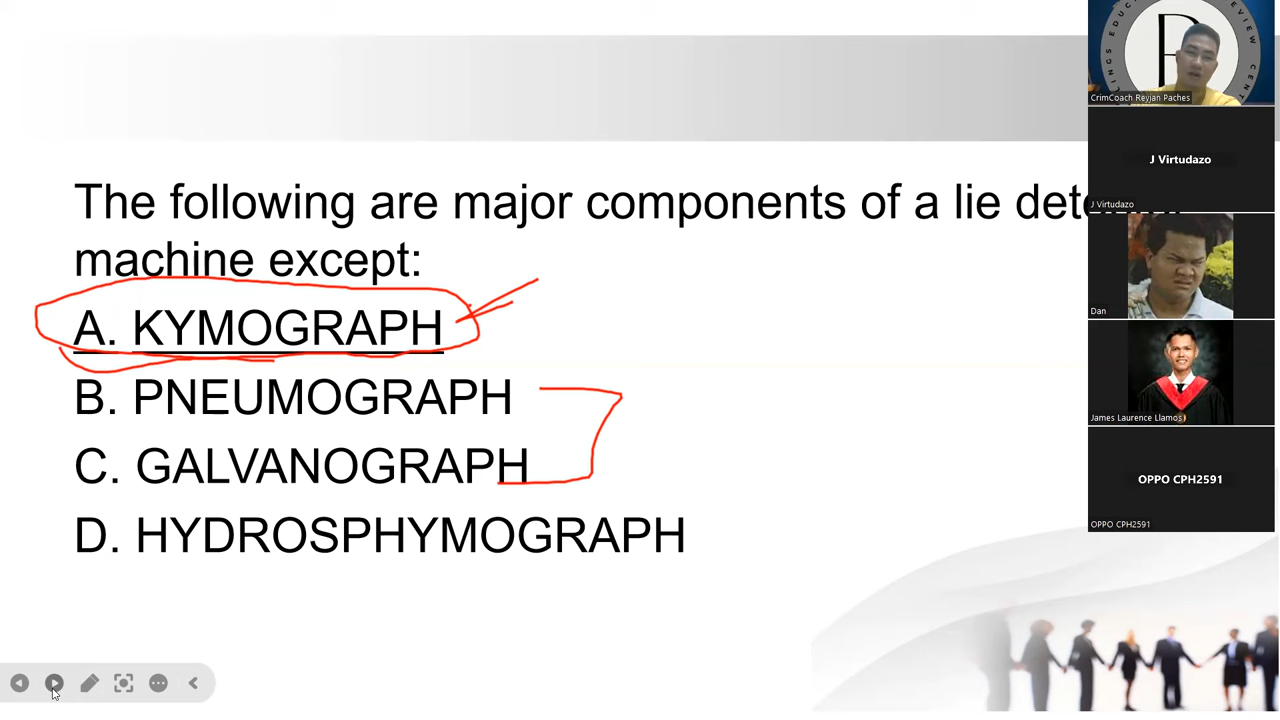 The following are major components of a lie
machine except:
A. KYMOGRAPH
B. PNEUMOGRAPH
C. GALVANOGRAPH
D. HYDROSPHYMOGRAPH
CrimCoach Reyjan Paches
J Virtudazo
J Virtudazo
Dan
James Laurence Llamos
OPPO CPH2591
OPPO CPH2591